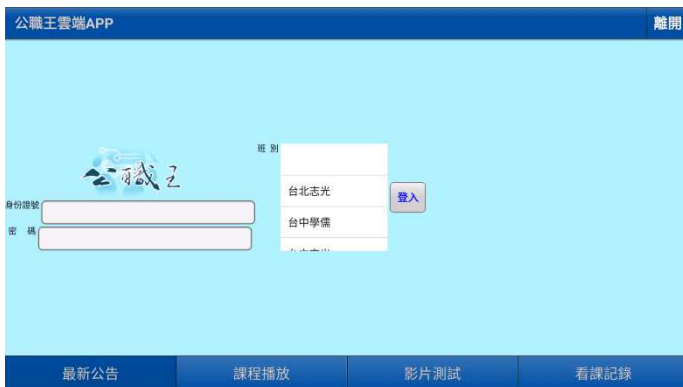 公職王雲端APP
離開
公職王
班 別
台北志光
台中學儒
登入
身份證號
密 碼
最新公告
課程播放
影片測試
看課記錄